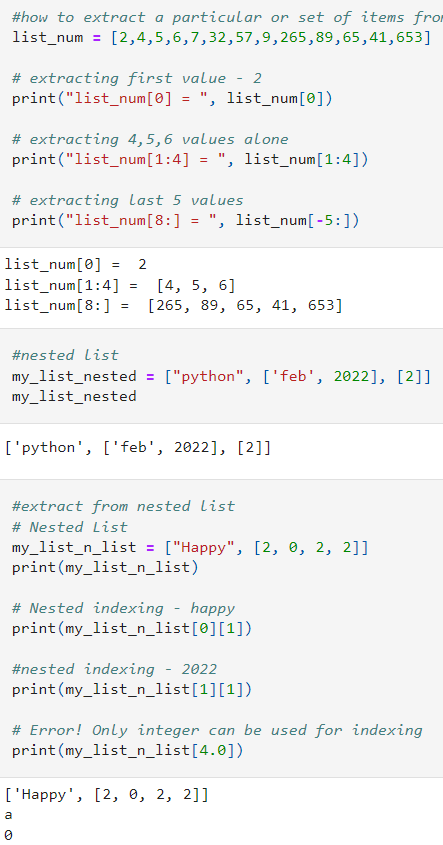 #how to extract a particular or set of items from
list_num = [2,4,5,6,7,32,57,9,265,89,65,41,653]
# extracting first value - 2
print("list_num[0] = ", list_num[0])
# extracting 4,5,6 values alone
print("list_num[1:4] = ", list_num[1:4])
# extracting last 5 values
print("list_num[8:] = ", list_num[-5:])
list_num[0] =  2
list_num[1:4] =  [4, 5, 6]
list_num[8:] =  [265, 89, 65, 41, 653]
#nested list
my_list_nested = ["python", ['feb', 2022], [2]]
my_list_nested
['python', ['feb', 2022], [2]]
#extract from nested list
# Nested List
my_list_n_list = ["Happy", [2, 0, 2, 2]]
print(my_list_n_list)
# Nested indexing - happy
print(my_list_n_list[0][1])
#nested indexing - 2022
print(my_list_n_list[1][1])
# Error! Only integer can be used for indexing
print(my_list_n_list[4.0])
['Happy', [2, 0, 2, 2]]
a
0